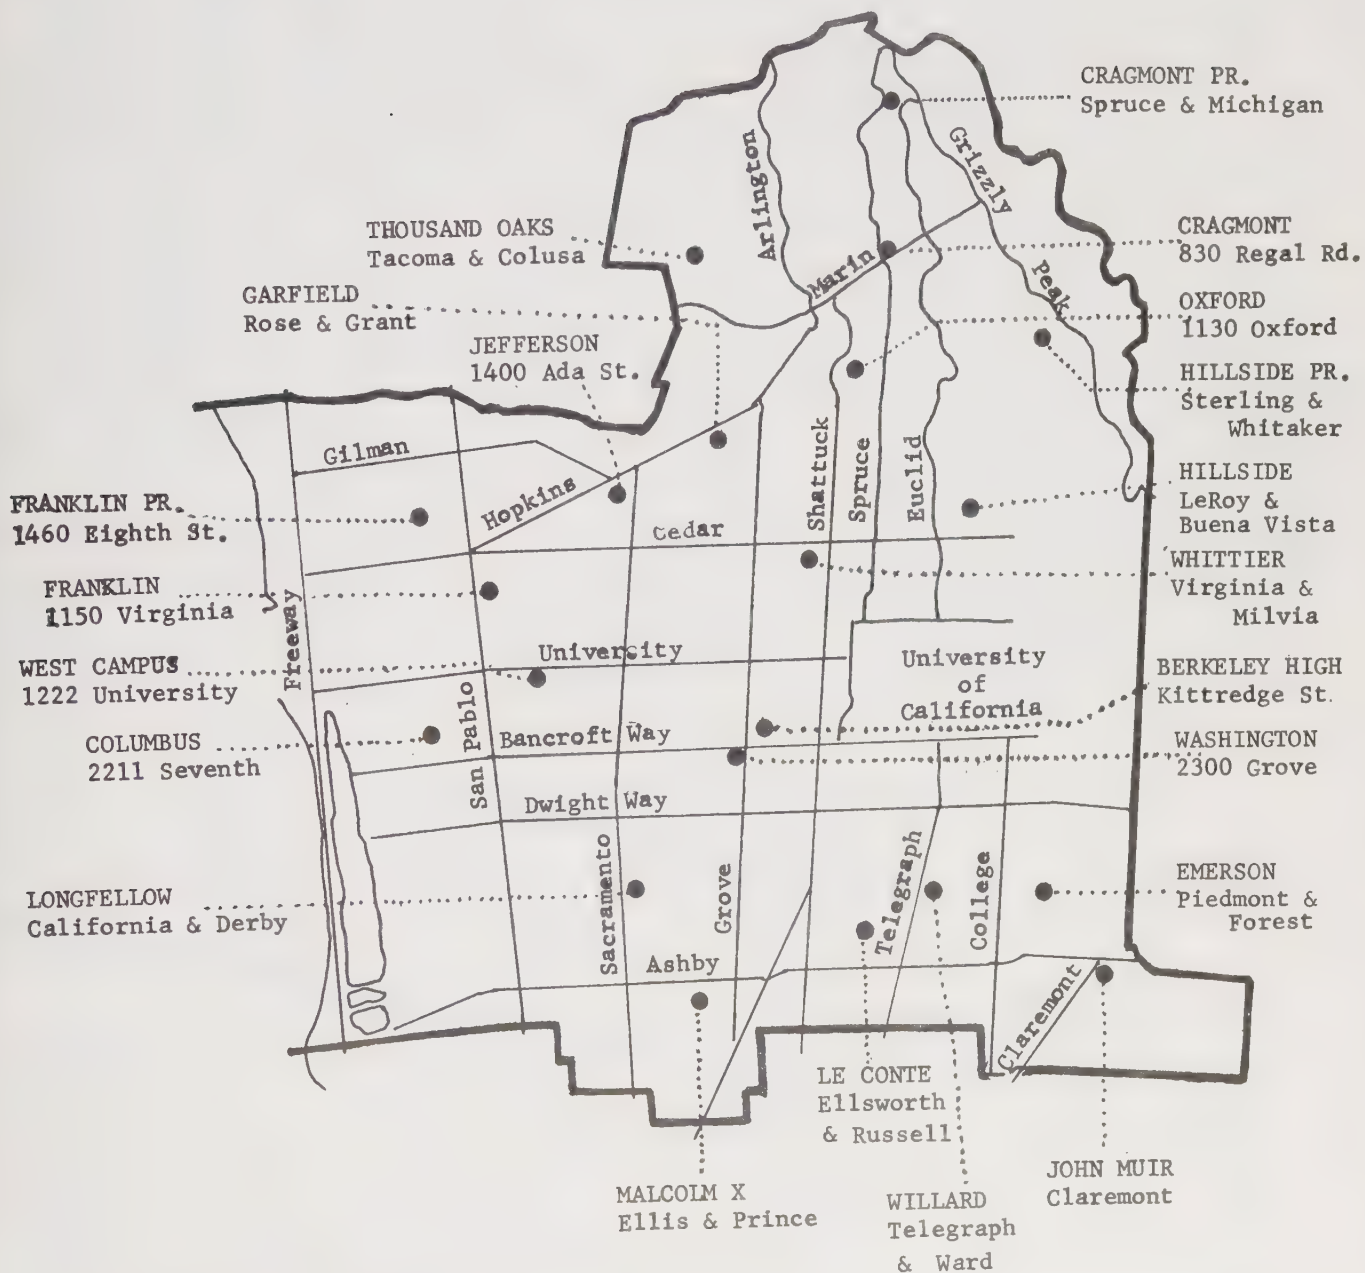 CRAGMONT PR.
Spruce & Michigan
Grizzly
Peak
Arlington
THOUSAND OAKS
Tacoma & Colusa
CRAGMONT
830 Regal Rd.
Marin
GARFIELD
Rose & Grant
OXFORD
1130 Oxford
JEFFERSON
1400 Ada St.
HILLSIDE PR.
Sterling &
Whitaker
Shattuck
Spruce
Euclid
Gilman
Hopkins
HILLSIDE
LeRoy &
Buena Vista
FRANKLIN PR.
1460 Eighth St.
Cedar
WHITTIER
Virginia &
Milvia
FRANKLIN
1150 Virginia
Freeway
University
University
of
California
WEST CAMPUS
1222 University
BERKELEY HIGH
Kittredge St.
San Pablo
Bancroft Way
COLUMBUS
2211 Seventh
WASHINGTON
2300 Grove
Dwight Way
Sacramento
Grove
Telegraph
College
LONGFELLOW
California & Derby
EMERSON
Piedmont &
Forest
Ashby
Claremont
LE CONTE
Ellsworth
& Russell
JOHN MUIR
Claremont
MALCOLM X
Ellis & Prince
WILLARD
Telegraph
& Ward